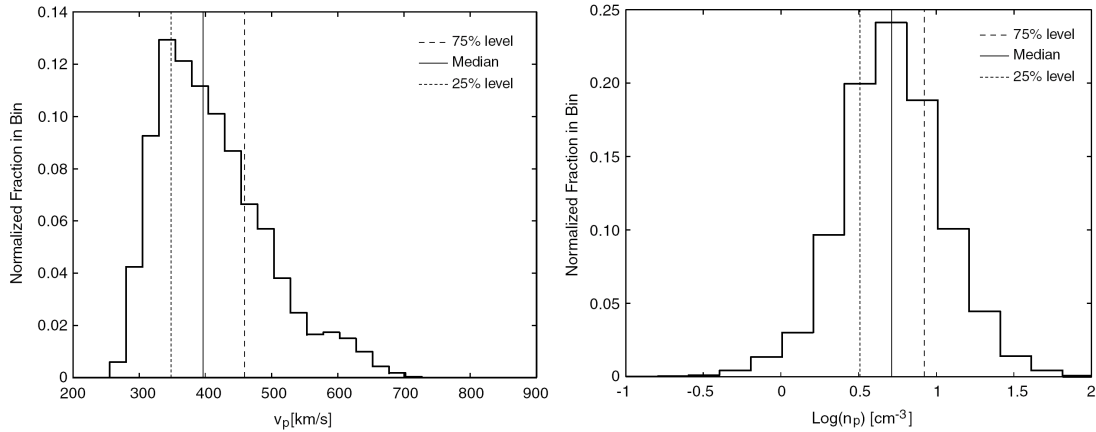 0.14
0.12
0.10
0.08
0.06
0.04
0.02
0
200
300
400
500
600
700
800
900
Normalized Fraction in Bin
vp[km/s]
75% level
Median
25% level
0.25
0.20
0.15
0.10
0.05
0
-1
-0.5
0
0.5
1
1.5
2
Normalized Fraction in Bin
Log(np) [cm-3]
75% level
Median
25% level